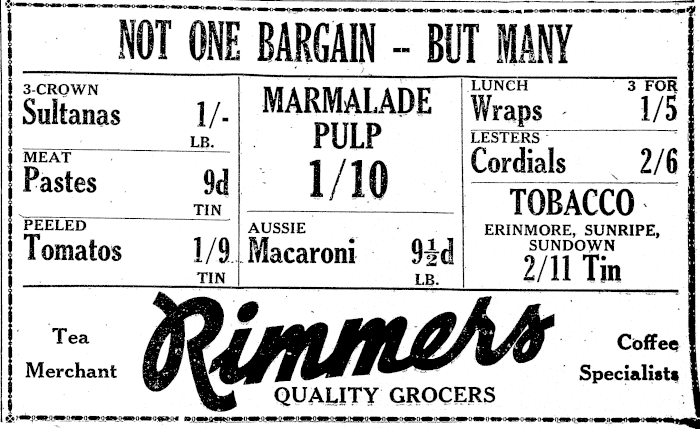 NOT ONE BARGAIN -- BUT MANY
3-CROWN
Sultanas 1/-
LB.
MEAT
Pastes 9d
TIN
PEELED
Tomatos 1/9
TIN
MARMALADE
PULP
1/10
AUSSIE
Macaroni 9½d
LB.
LUNCH 3 FOR
Wraps 1/5
LESTERS
Cordials 2/6
TOBACCO
ERINMORE, SUNRIPE,
SUNDOWN
2/11 Tin
Tea
Merchant
Rimmers
QUALITY GROCERS
Coffee
Specialists